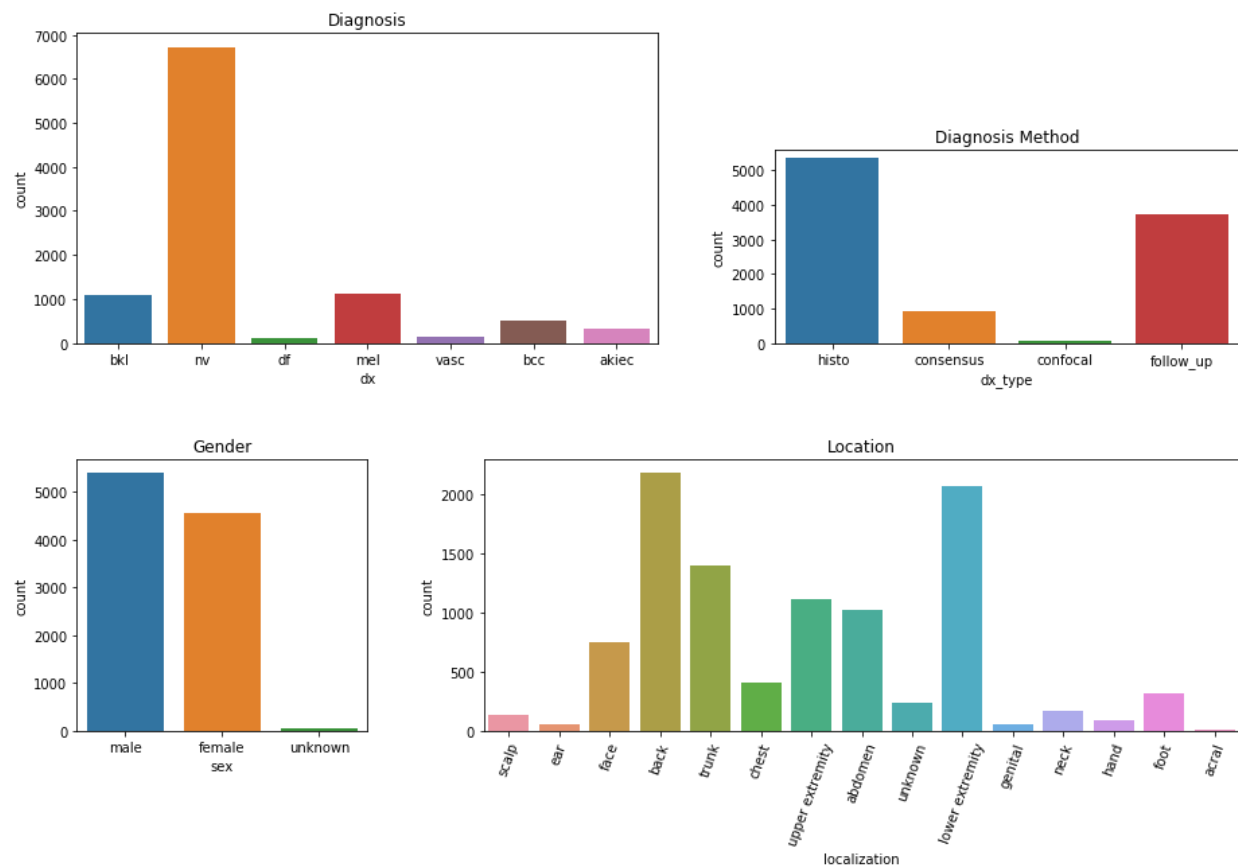 Diagnosis
7000
6000
5000
4000
3000
2000
1000
0
count
bkl nv df mel vasc bcc akiec
dx
Diagnosis Method
5000
4000
3000
2000
1000
0
count
histo consensus confocal follow_up
dx_type
Gender
5000
4000
3000
2000
1000
0
count
male female unknown
sex
Location
2000
1500
1000
500
0
count
scalp ear face back trunk chest upper extremity abdomen unknown lower extremity genital neck hand foot acral
localization